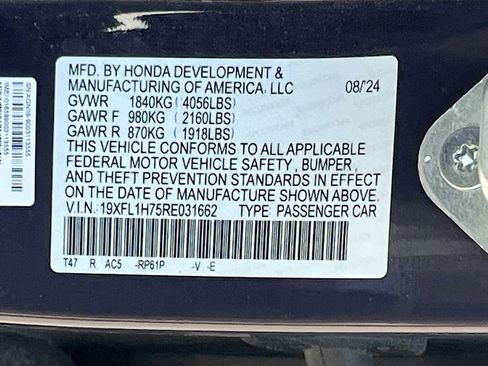 MFD. BY HONDA DEVELOPMENT &
MANUFACTURING OF AMERICA, LLC 08/24
GVWR 1840KG (4056LBS)
GAWR F 980KG (2160LBS)
GAWR R 870KG (1918LBS)
THIS VEHICLE CONFORMS TO ALL APPLICABLE
FEDERAL MOTOR VEHICLE SAFETY, BUMPER,
AND THEFT PREVENTION STANDARDS IN EFFECT
ON THE DATE OF MANUFACTURE SHOWN ABOVE.
V.I.N. 19XFL1H75RE031662 TYPE: PASSENGER CAR
T47 R AC5 -RP61P -V -E